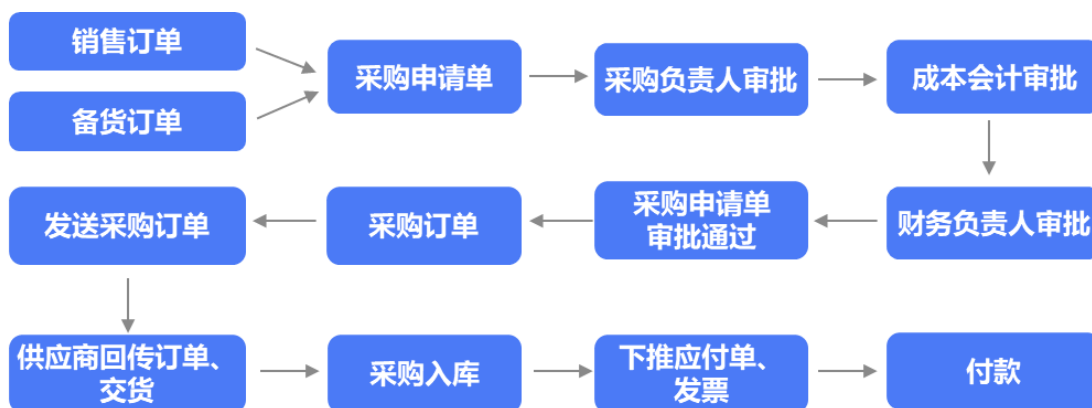 销售订单
备货订单
采购申请单
采购负责人审批
成本会计审批
财务负责人审批
采购申请单
审批通过
采购订单
发送采购订单
供应商回传订单、
交货
采购入库
下推应付单、
发票
付款